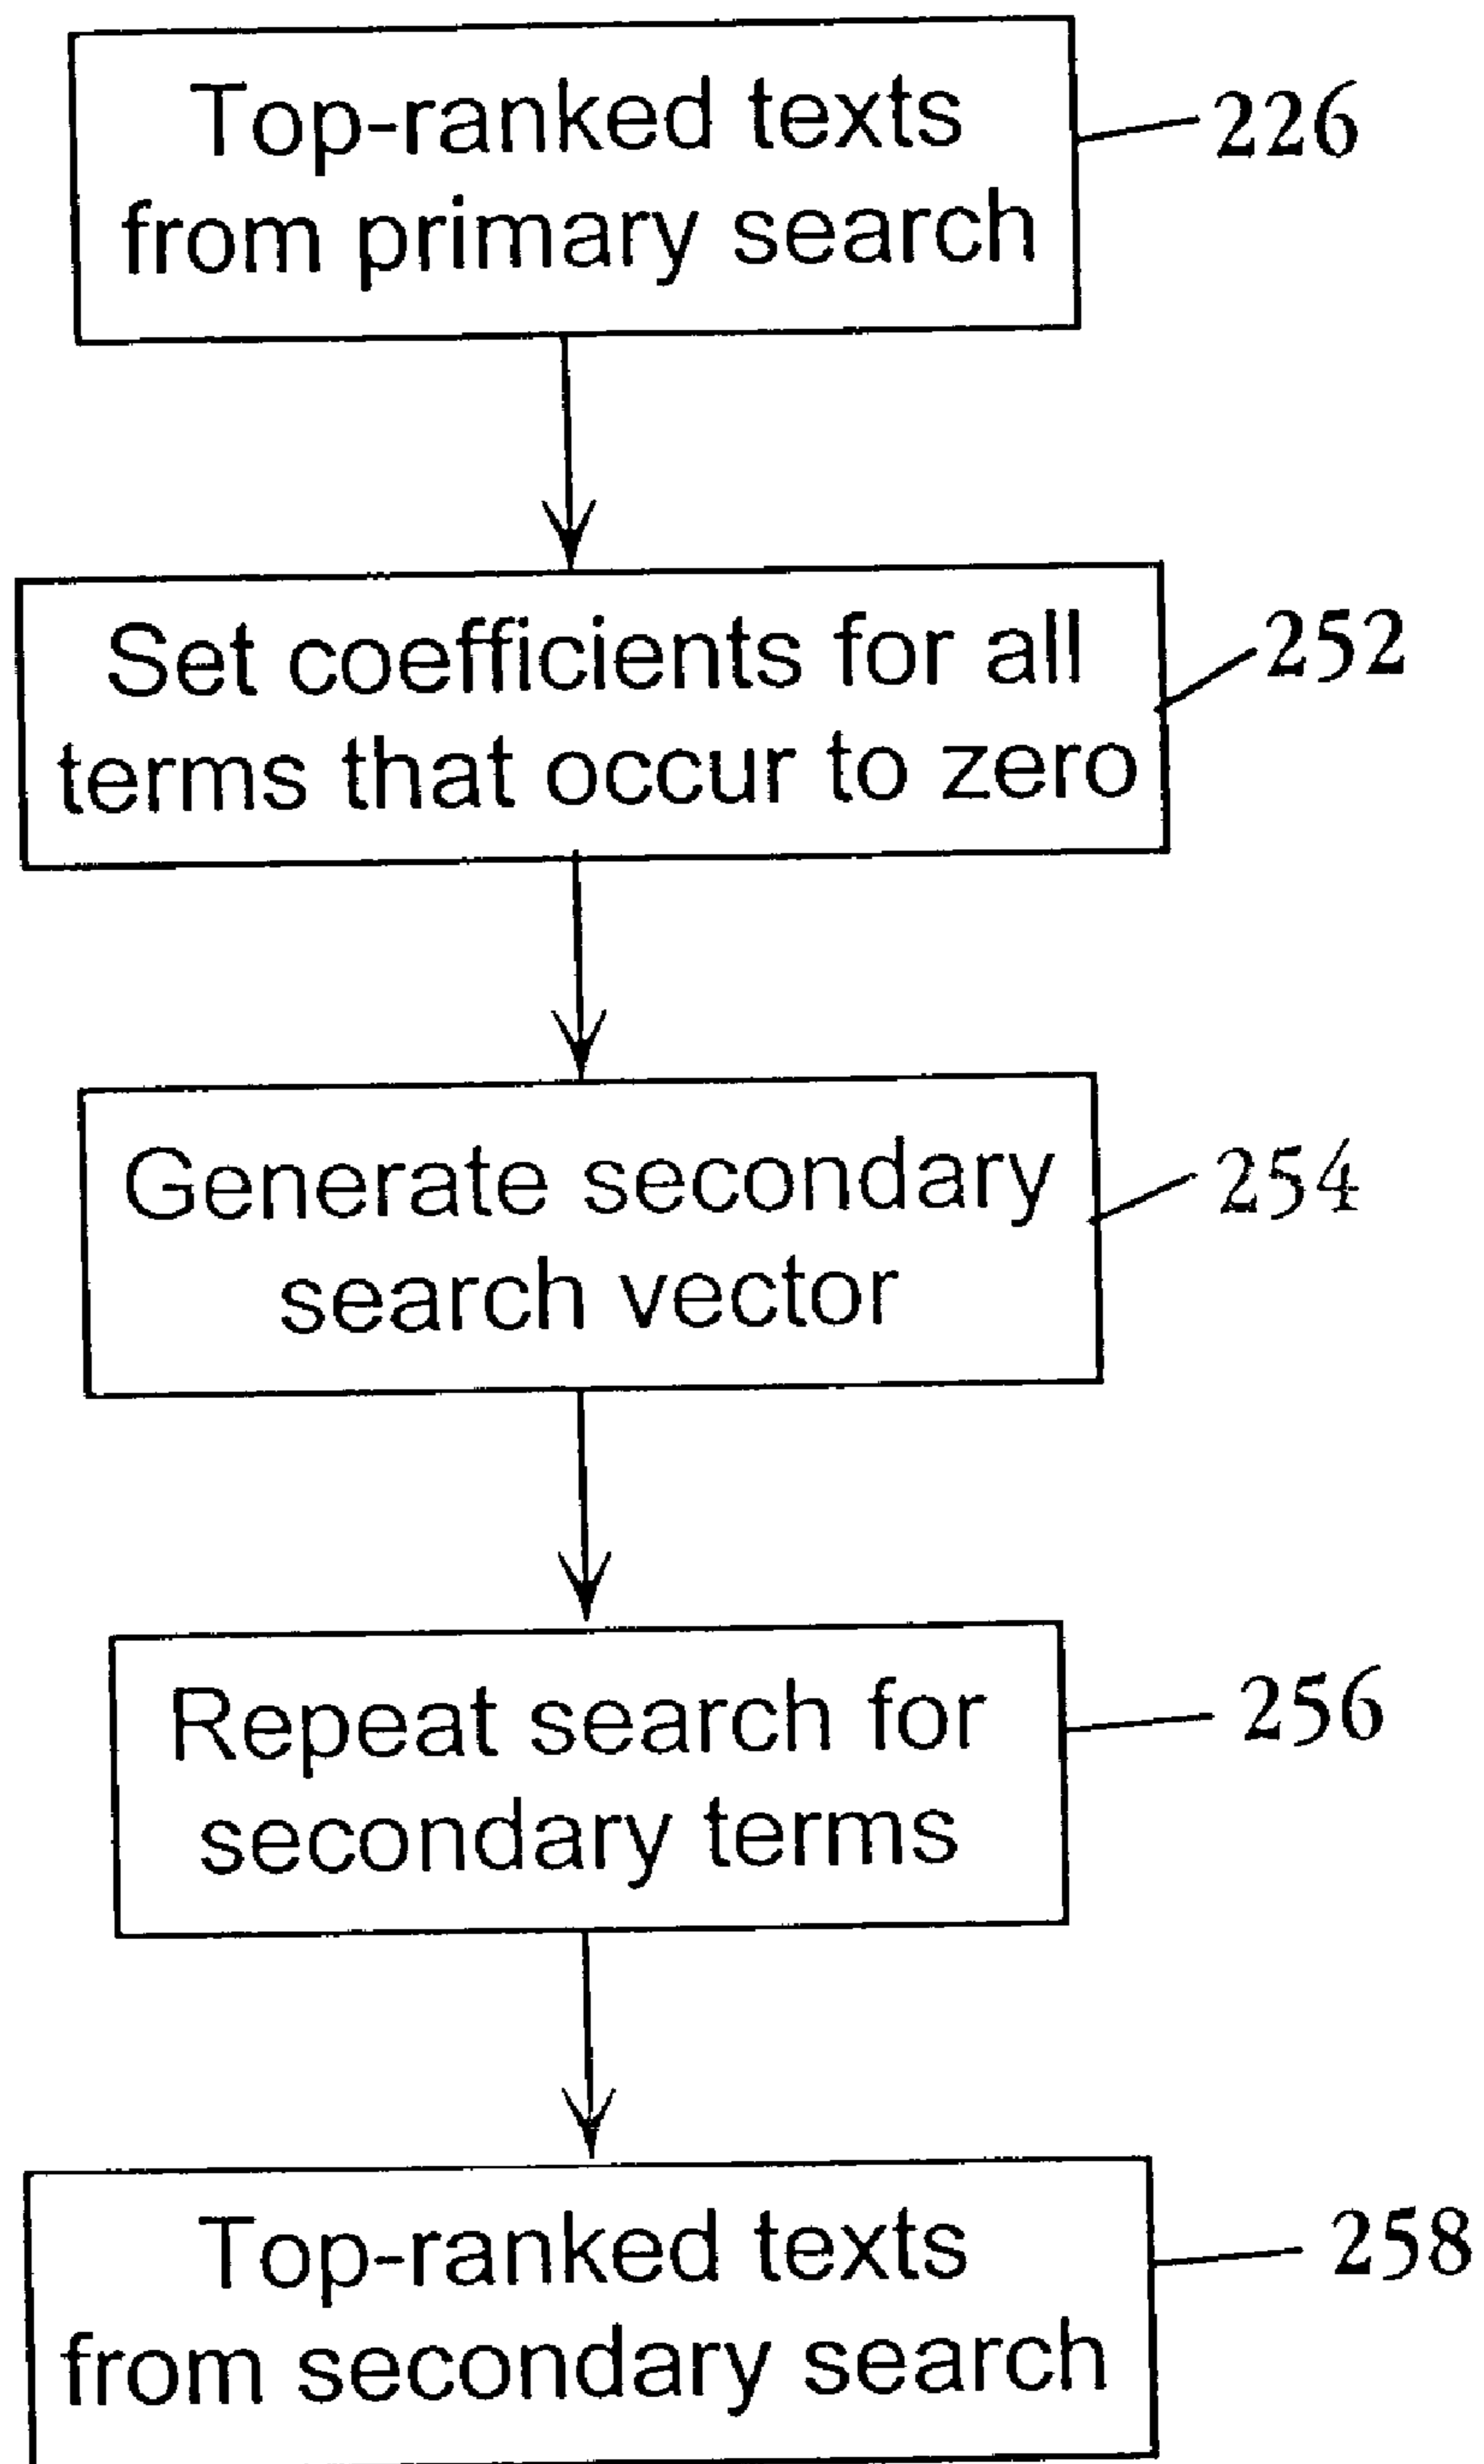 Top-ranked texts
from primary search
226
Set coefficients for all
terms that occur to zero
252
Generate secondary
search vector
254
Repeat search for
secondary terms
256
Top-ranked texts
from secondary search
258